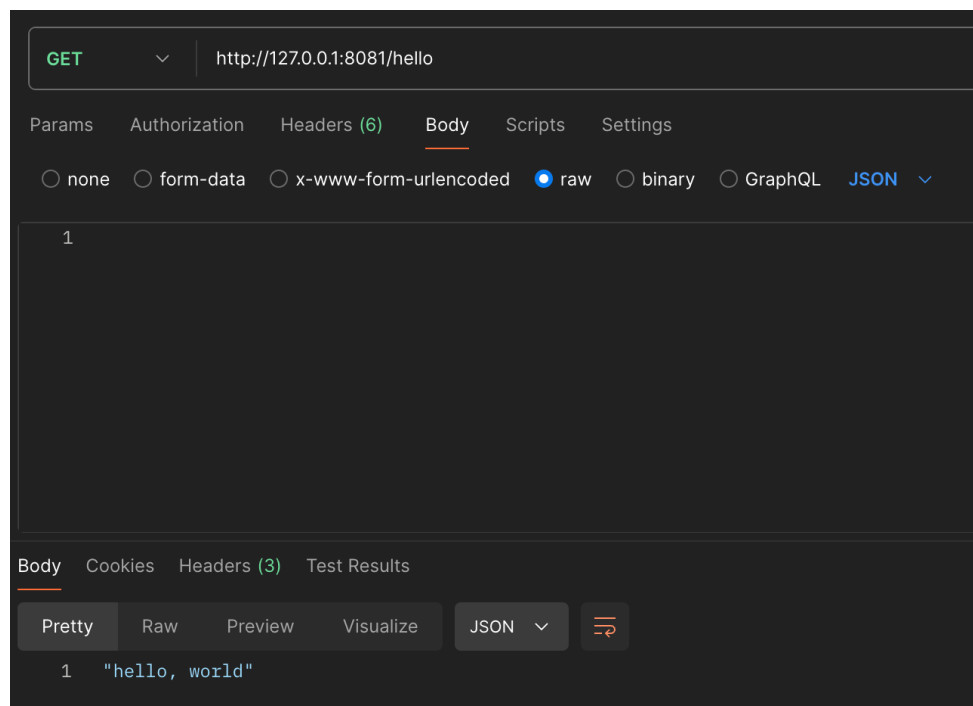 GET http://127.0.0.1:8081/hello
Params Authorization Headers (6) Body Scripts Settings
none form-data x-www-form-urlencoded raw binary GraphQL JSON
1
Body Cookies Headers (3) Test Results
Pretty Raw Preview Visualize JSON
1 "hello, world"